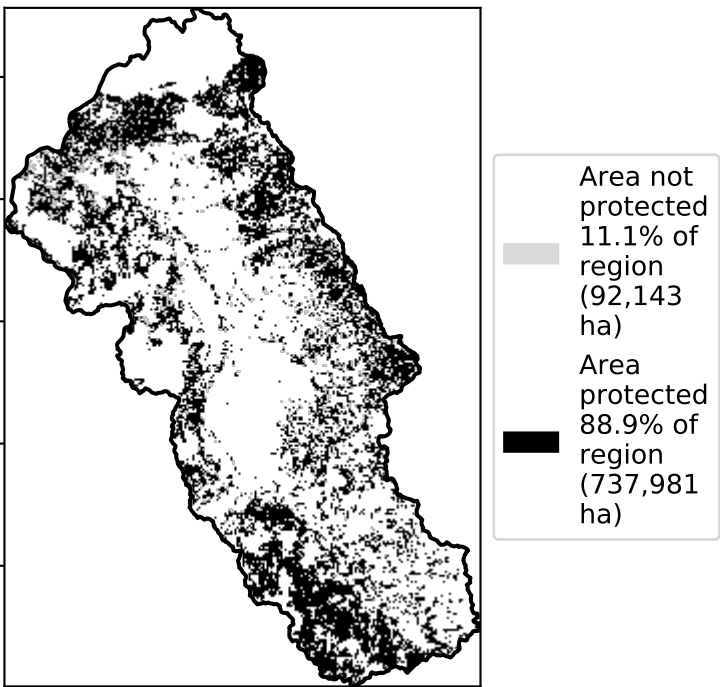 Area not
protected
11.1% of
region
(92,143
ha)
Area
protected
88.9% of
region
(737,981
ha)